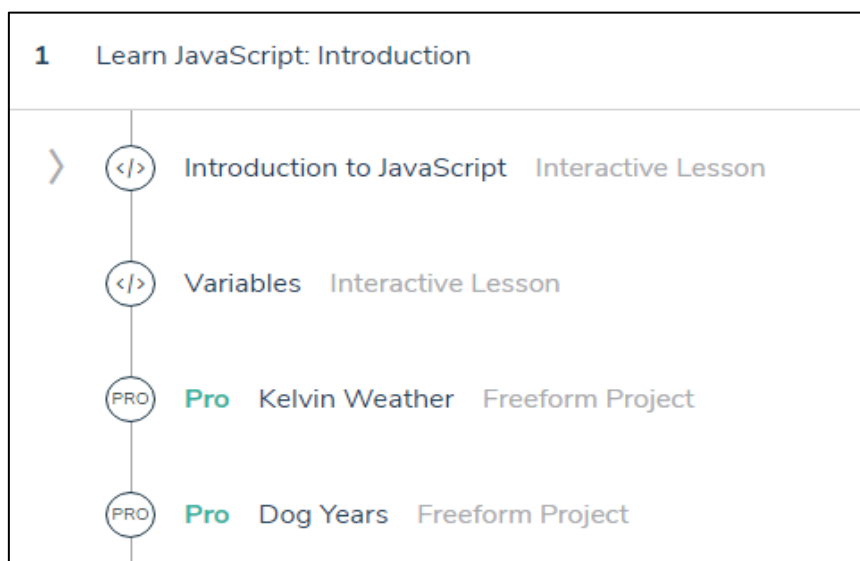 1 Learn JavaScript: Introduction
</> Introduction to JavaScript Interactive Lesson
</> Variables Interactive Lesson
PRO Pro Kelvin Weather Freeform Project
PRO Pro Dog Years Freeform Project